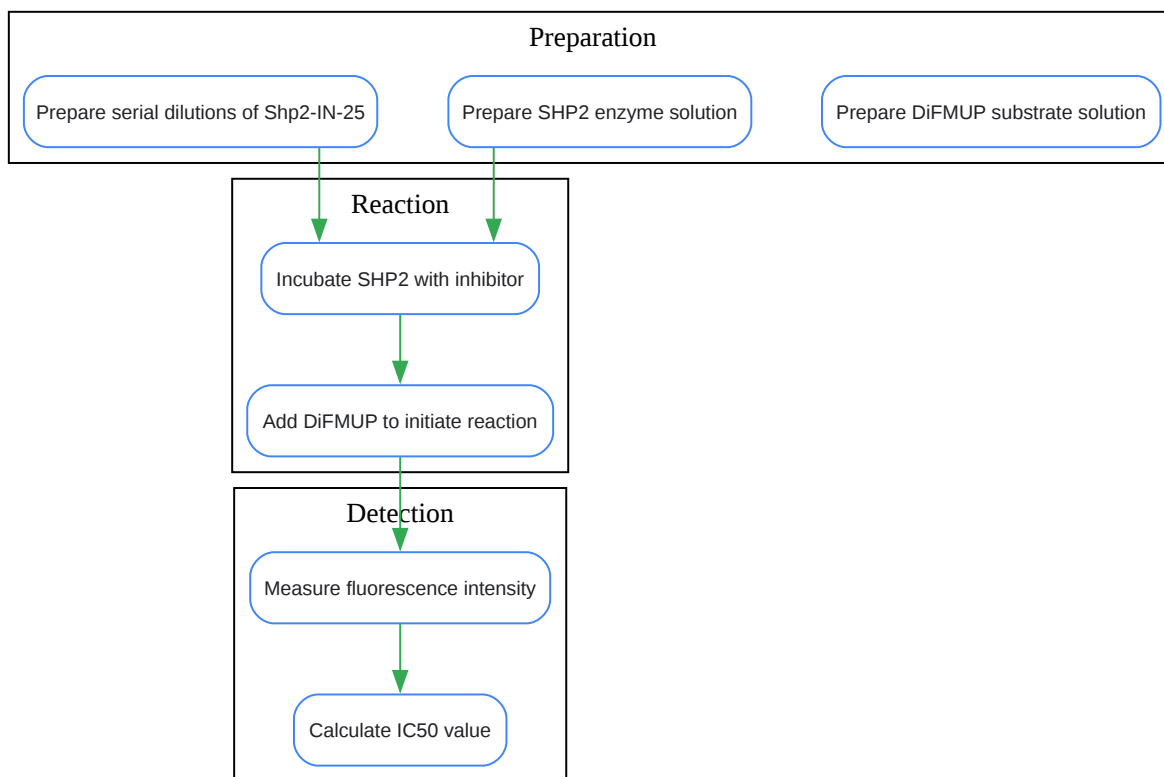 Preparation
Prepare serial dilutions of Shp2-IN-25
Prepare SHP2 enzyme solution
Prepare DiFMUP substrate solution
Reaction
Incubate SHP2 with inhibitor
Add DiFMUP to initiate reaction
Detection
Measure fluorescence intensity
Calculate IC50 value